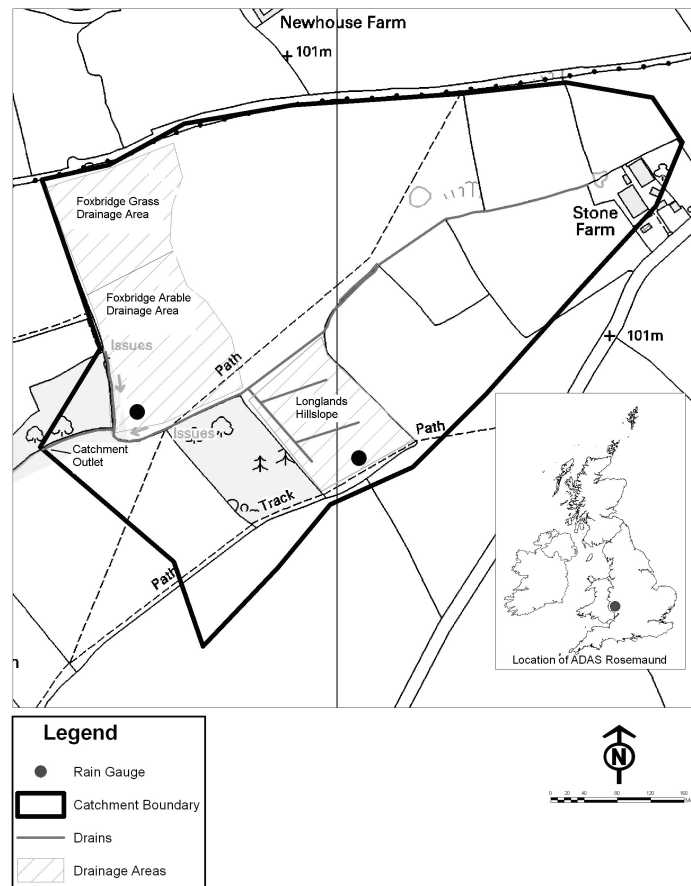 Newhouse Farm
101m
Foxbridge Grass
Drainage Area
Stone
Farm
Foxbridge Arable
Drainage Area
Issues
Path
101m
Longlands
Hillslope
Issues
Path
Catchment
Outlet
Track
Path
Location of ADAS Rosemaund
Legend
Rain Gauge
Catchment Boundary
Drains
Drainage Areas
N
0 20 40 80 120 160